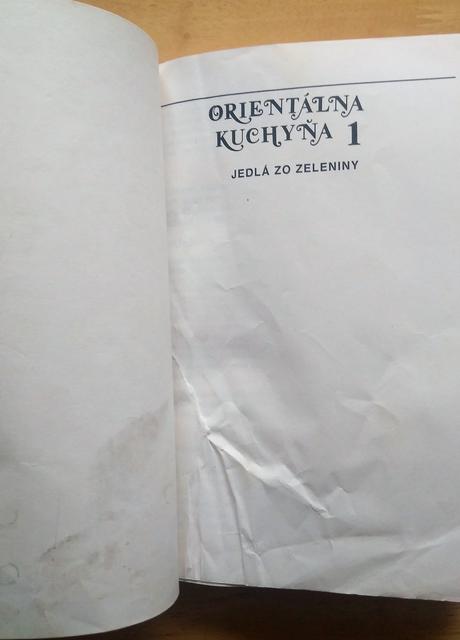 ORIENTÁLNA
KUCHYŇA 1
JEDLÁ ZO ZELENINY